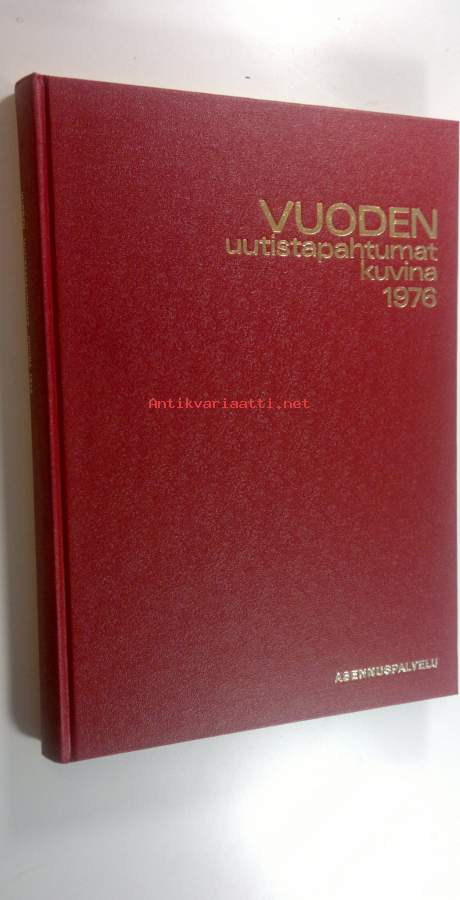 VUODEN
uutistapahtumat
kuvina
1976
Antikvariaatti.net
ASENNUSPALVELU